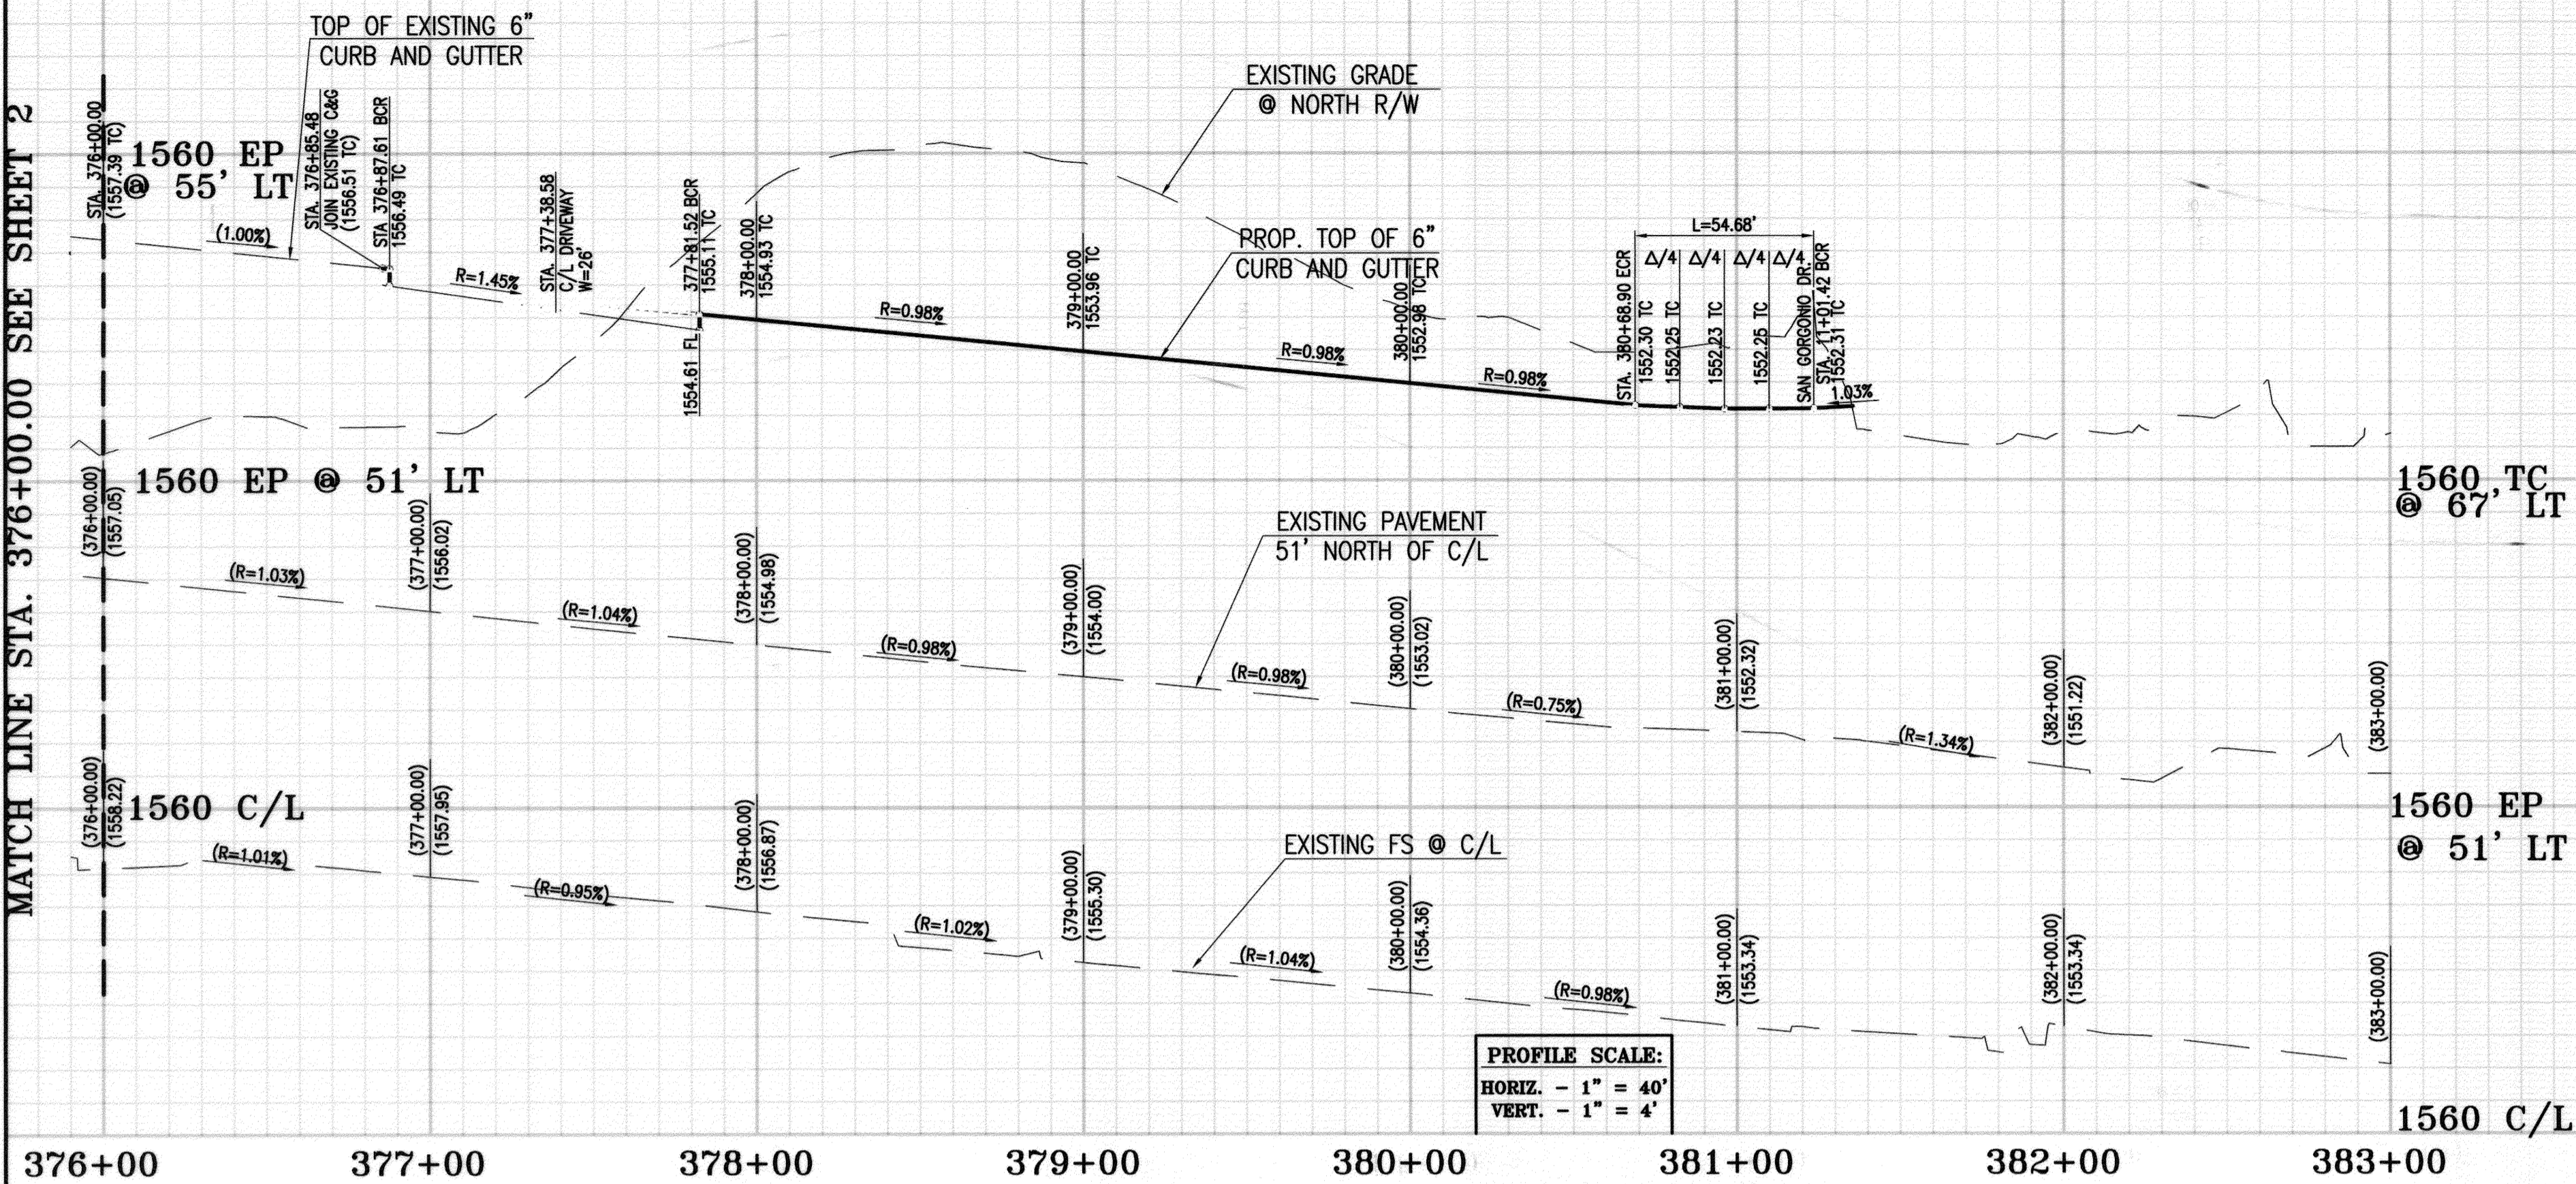 MATCH LINE STA. 376+00.00 SEE SHEET 2
TOP OF EXISTING 6"
CURB AND GUTTER
STA. 376+00.00
(1557.39 TC)
1560 EP
@ 55' LT
STA. 376+85.48
JOIN EXISTING C&G
(1556.51 TC)
STA 376+87.61 BCR
1556.49 TC
(1.00%)
R=1.45%
STA. 377+38.58
C/L DRIVEWAY
W=26'
377+81.52 BCR
1555.11 TC
1554.61 FL
378+00.00
1554.93 TC
R=0.98%
EXISTING GRADE
@ NORTH R/W
PROP. TOP OF 6"
CURB AND GUTTER
379+00.00
1553.96 TC
R=0.98%
380+00.00
1552.98 TC
R=0.98%
L=54.68'
Δ/4 Δ/4 Δ/4 Δ/4
STA. 380+68.90 ECR
1552.30 TC
1552.25 TC
1552.23 TC
1552.25 TC
SAN GORGONIO DR.
STA. 11+01.42 BCR
1552.31 TC
1.03%
1560 EP @ 51' LT
1560 TC
@ 67' LT
(376+00.00)
(1557.05)
(R=1.03%)
(377+00.00)
(1556.02)
(R=1.04%)
(378+00.00)
(1554.98)
(R=0.98%)
(379+00.00)
(1554.00)
EXISTING PAVEMENT
51' NORTH OF C/L
(R=0.98%)
(380+00.00)
(1553.02)
(R=0.75%)
(381+00.00)
(1552.32)
(R=1.34%)
(382+00.00)
(1551.22)
(383+00.00)
1560 C/L
1560 EP
@ 51' LT
(376+00.00)
(1558.22)
(R=1.01%)
(377+00.00)
(1557.95)
(R=0.95%)
(378+00.00)
(1556.87)
(R=1.02%)
(379+00.00)
(1555.30)
EXISTING FS @ C/L
(R=1.04%)
(380+00.00)
(1554.36)
(R=0.98%)
(381+00.00)
(1553.34)
(382+00.00)
(1553.34)
(383+00.00)
PROFILE SCALE:
HORIZ. - 1" = 40'
VERT. - 1" = 4'
1560 C/L
376+00 377+00 378+00 379+00 380+00 381+00 382+00 383+00